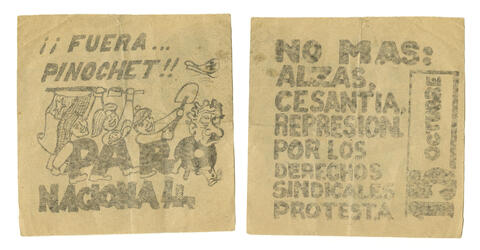 ¡¡ FUERA...
PINOCHET!!
PARO
NACIONAL.
NO MAS:
ALZAS,
CESANTIA,
REPRESION.
POR LOS
DERECHOS
SINDICALES
PROTESTA
OCTUBRE